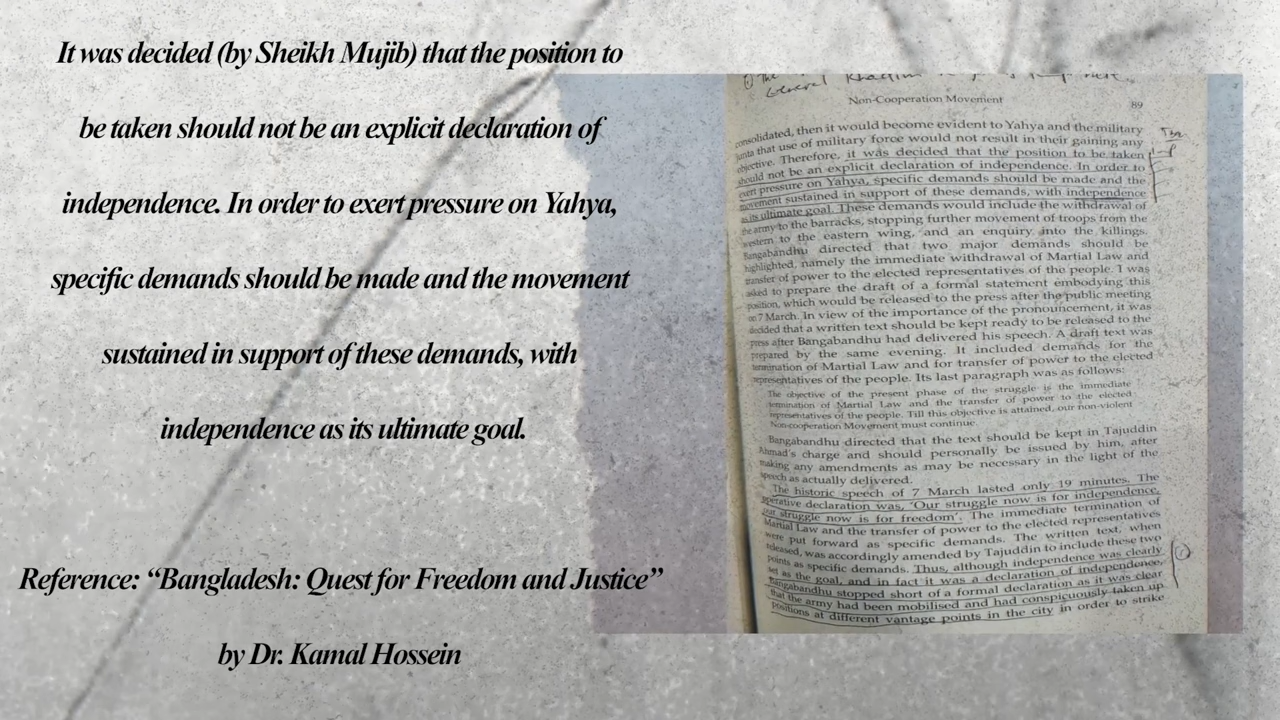 It was decided (by Sheikh Mujib) that the position to
be taken should not be an explicit declaration of
independence. In order to exert pressure on Yahya,
specific demands should be made and the movement
sustained in support of these demands, with
independence as its ultimate goal.
Reference: “Bangladesh: Quest for Freedom and Justice”
by Dr. Kamal Hossein
General
Non-Cooperation Movement
89
consolidated, then it would become evident to Yahya and the military
junta that use of military force would not result in their gaining any
objective. Therefore, it was decided that the position to be taken
should not be an explicit declaration of independence. In order to
exert pressure on Yahya, specific demands should be made and the
movement sustained in support of these demands, with independence
as its ultimate goal. These demands would include the withdrawal of
the army to the barracks, stopping further movement of troops from the
western to the eastern wing, and an enquiry into the killings.
Bangabandhu directed that two major demands should be
highlighted, namely the immediate withdrawal of Martial Law and
transfer of power to the elected representatives of the people. I was
asked to prepare the draft of a formal statement embodying this
position, which would be released to the press after the public meeting
on 7 March. In view of the importance of the pronouncement, it was
decided that a written text should be kept ready to be released to the
press after Bangabandhu had delivered his speech. A draft text was
prepared by the same evening. It included demands for the
termination of Martial Law and for transfer of power to the elected
representatives of the people. Its last paragraph was as follows:
The objective of the present phase of the struggle is the immediate
termination of Martial Law and the transfer of power to the elected
representatives of the people. Till this objective is attained, our non-violent
Non-cooperation Movement must continue.
Bangabandhu directed that the text should be kept in Tajuddin
Ahmad's charge and should personally be issued by him, after
making any amendments as may be necessary in the light of the
speech as actually delivered.
The historic speech of 7 March lasted only 19 minutes. The
operative declaration was, 'Our struggle now is for independence,
our struggle now is for freedom'. The immediate termination of
Martial Law and the transfer of power to the elected representatives
were put forward as specific demands. The written text, when
released, was accordingly amended by Tajuddin to include these two
points as specific demands. Thus, although independence was clearly
set as the goal, and in fact it was a declaration of independence,
Bangabandhu stopped short of a formal declaration as it was clear
that the army had been mobilised and had conspicuously taken up
positions at different vantage points in the city in order to strike